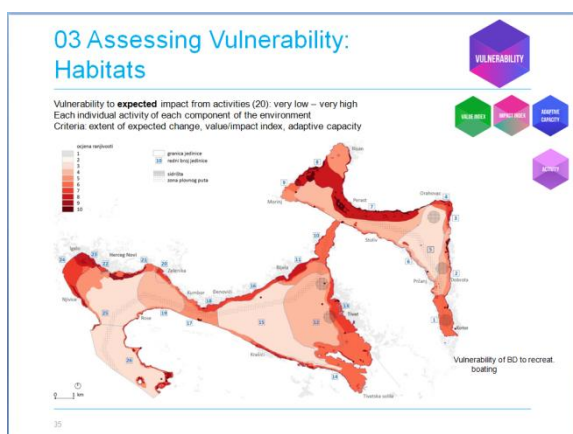 03 Assessing Vulnerability:
Habitats
VULNERABILITY
VALUE INDEX
IMPACT INDEX
ADAPTIVE
CAPACITY
ACTIVITY
Vulnerability to expected impact from activities (20): very low – very high
Each individual activity of each component of the environment
Criteria: extent of expected change, value/impact index, adaptive capacity
ocjena ranjivosti
1
2
3
4
5
6
7
8
9
10
granica jedinice
10 redni broj jedinice
sidrišta
zona plovnog puta
Risan
Morinj
Perast
Orahovac
Stoliv
Prčanj
Dobrota
Kotor
Igalo
Herceg Novi
Zelenika
Kumbor
Đenovići
Bijela
Njivice
Rose
Krašići
Tivat
Tivatska solila
km
Vulnerability of BD to recreat.
boating
35